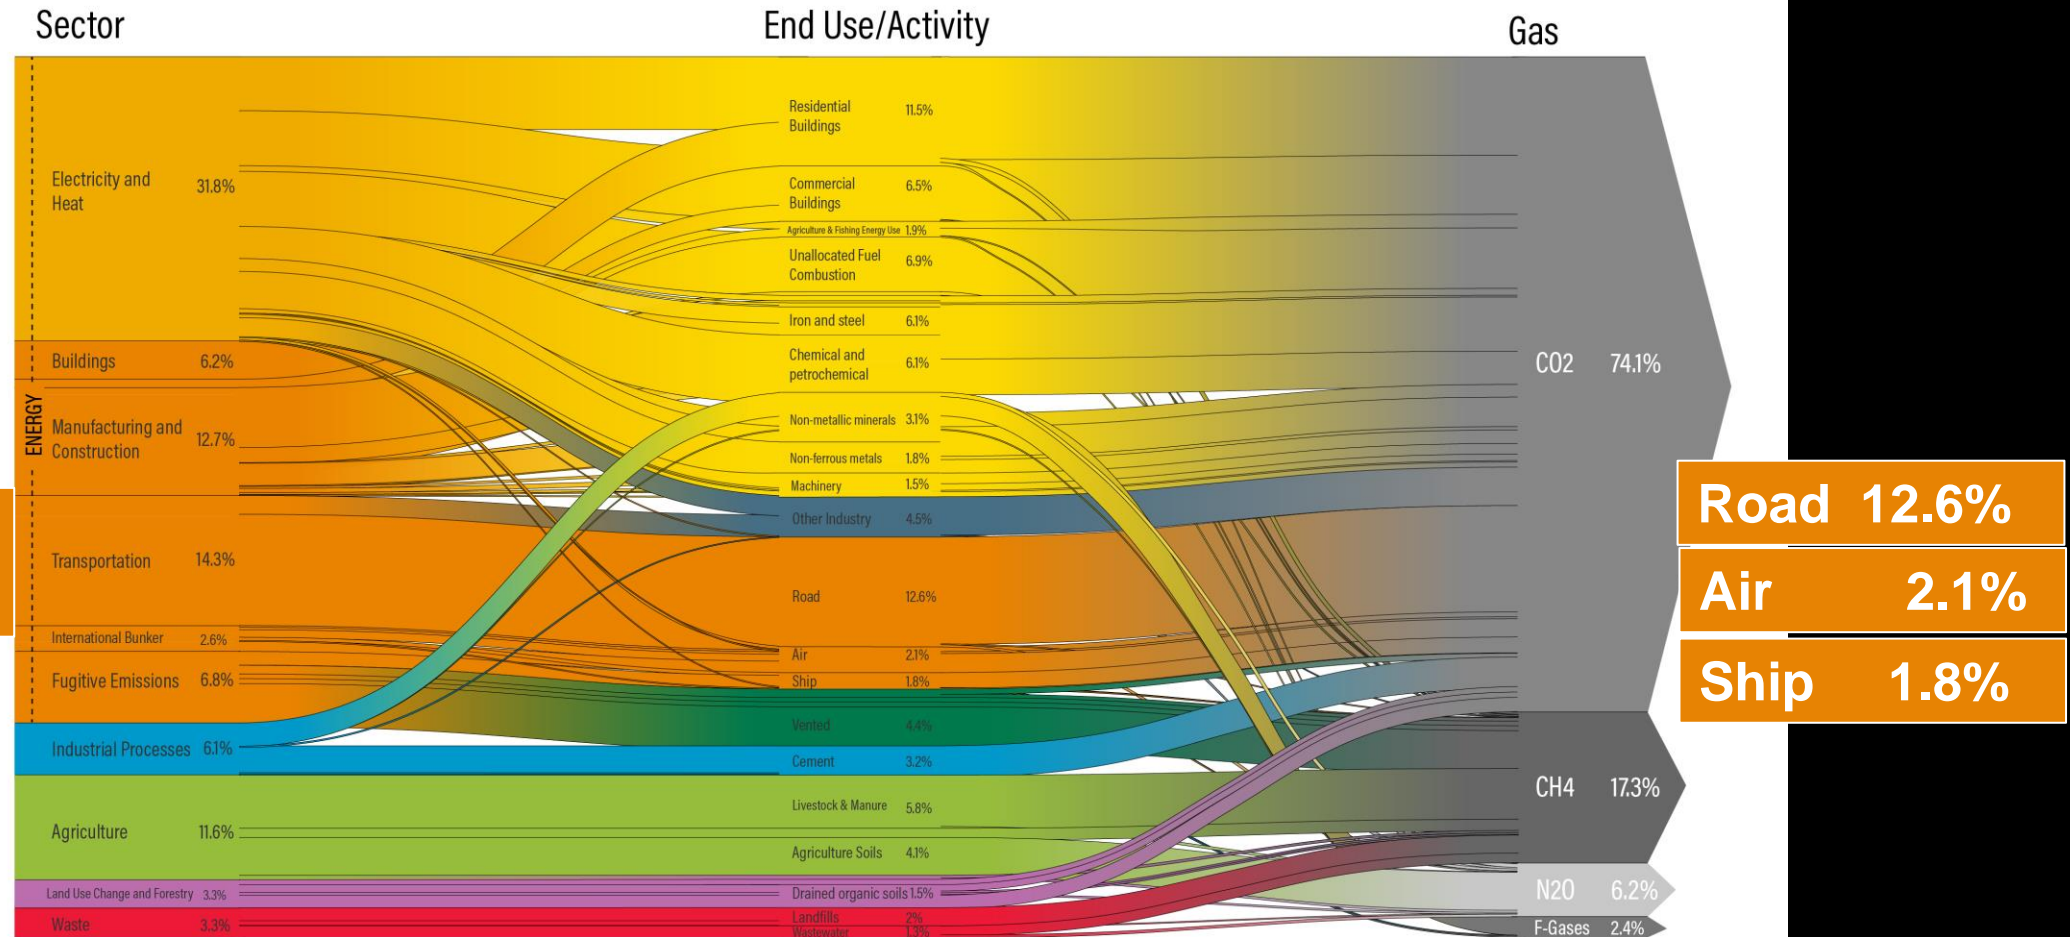 Sector
End Use/Activity
Gas
ENERGY
Electricity and
Heat
31.8%
Buildings 6.2%
Manufacturing and
Construction
12.7%
Transportation 14.3%
International Bunker 2.6%
Fugitive Emissions 6.8%
Industrial Processes 6.1%
Agriculture 11.6%
Land Use Change and Forestry 3.3%
Waste 3.3%
Residential
Buildings
11.5%
Commercial
Buildings
6.5%
Agriculture & Fishing Energy Use 1.9%
Unallocated Fuel
Combustion
6.9%
Iron and steel 6.1%
Chemical and
petrochemical
6.1%
Non-metallic minerals 3.1%
Non-ferrous metals 1.8%
Machinery 1.5%
Other Industry 4.5%
Road 12.6%
Air 2.1%
Ship 1.8%
Vented 4.4%
Cement 3.2%
Livestock & Manure 5.8%
Agriculture Soils 4.1%
Drained organic soils 1.5%
Landfills 2%
Wastewater 1.3%
CO2 74.1%
CH4 17.3%
N2O 6.2%
F-Gases 2.4%
Road 12.6%
Air 2.1%
Ship 1.8%